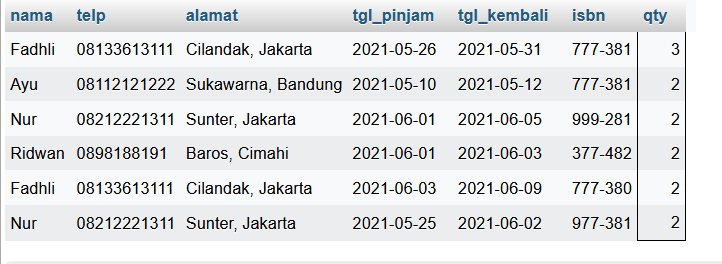 nama telp alamat tgl_pinjam tgl_kembali isbn qty
Fadhli 08133613111 Cilandak, Jakarta 2021-05-26 2021-05-31 777-381 3
Ayu 08112121222 Sukawarna, Bandung 2021-05-10 2021-05-12 777-381 2
Nur 08212221311 Sunter, Jakarta 2021-06-01 2021-06-05 999-281 2
Ridwan 0898188191 Baros, Cimahi 2021-06-01 2021-06-03 377-482 2
Fadhli 08133613111 Cilandak, Jakarta 2021-06-03 2021-06-09 777-380 2
Nur 08212221311 Sunter, Jakarta 2021-05-25 2021-06-02 977-381 2